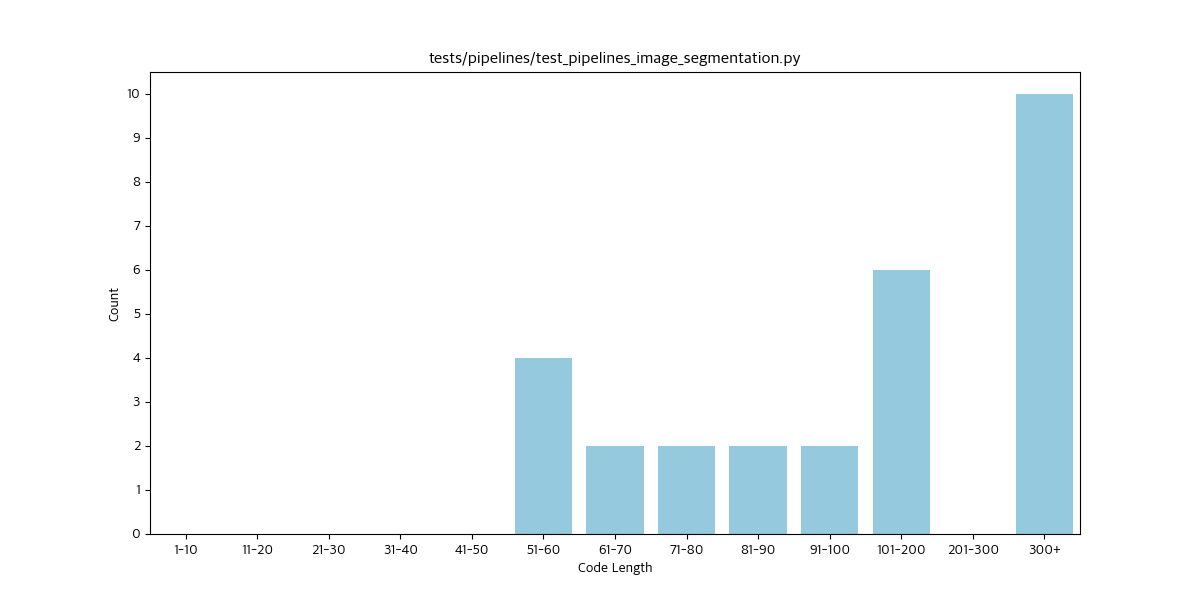 tests/pipelines/test_pipelines_image_segmentation.py
10
9
8
7
6
5
4
3
2
1
0
Count
1-10 11-20 21-30 31-40 41-50 51-60 61-70 71-80 81-90 91-100 101-200 201-300 300+
Code Length